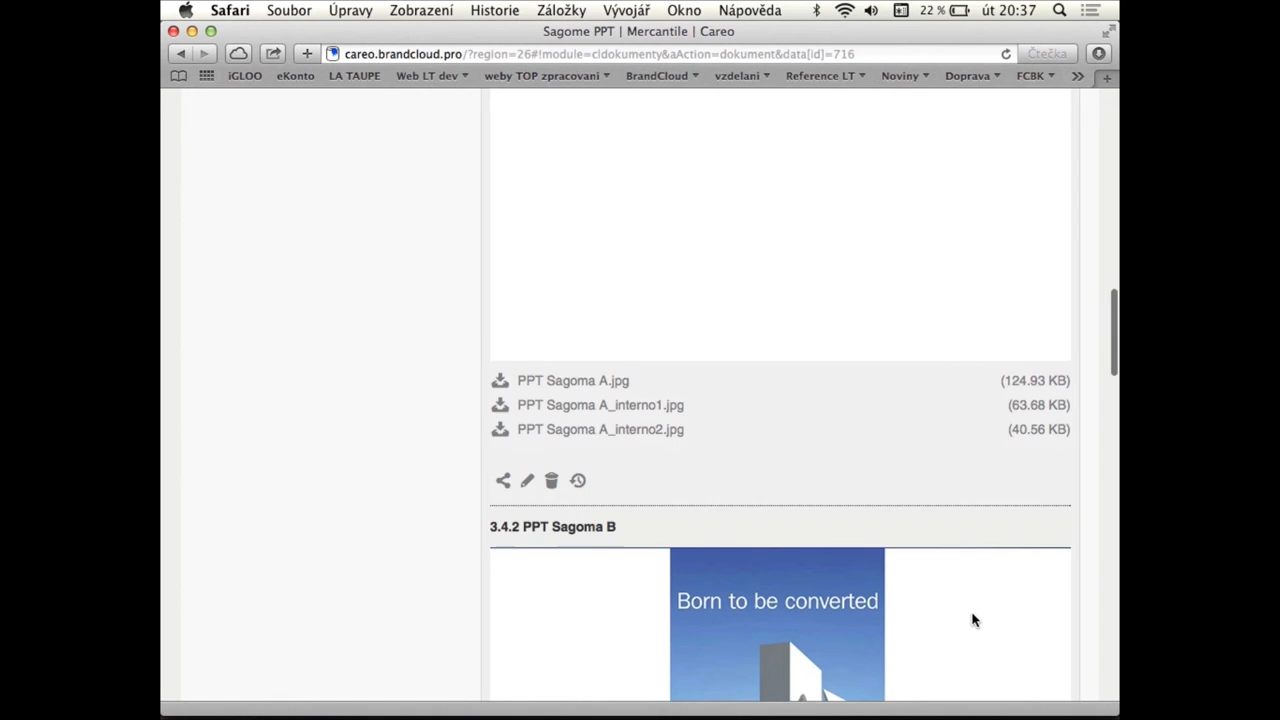 Safari Soubor Úpravy Zobrazení Historie Záložky Vývojář Okno Nápověda 22 % út 20:37
Sagome PPT | Mercantile | Careo
careo.brandcloud.pro/?region=26#!module=cldokumenty&aAction=dokument&data[id]=716 Čtečka
iGLOO eKonto LA TAUPE Web LT dev weby TOP zpracovani BrandCloud vzdelani Reference LT Noviny Doprava FCBK
PPT Sagoma A.jpg (124.93 KB)
PPT Sagoma A_interno1.jpg (63.68 KB)
PPT Sagoma A_interno2.jpg (40.56 KB)
3.4.2 PPT Sagoma B
Born to be converted